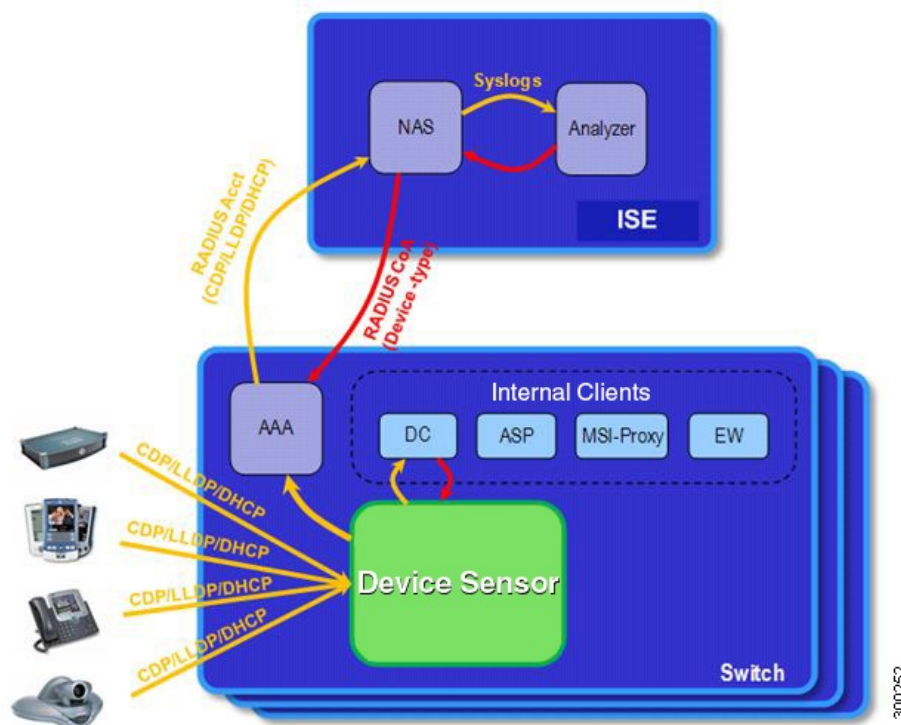 Syslogs
NAS
Analyzer
ISE
RADIUS Acct
(CDP/LLDP/DHCP)
RADIUS CoA
(Device -type)
Internal Clients
AAA
DC
ASP
MSI-Proxy
EW
CDP/LLDP/DHCP
CDP/LLDP/DHCP
CDP/LLDP/DHCP
CDP/LLDP/DHCP
Device Sensor
Switch
300252